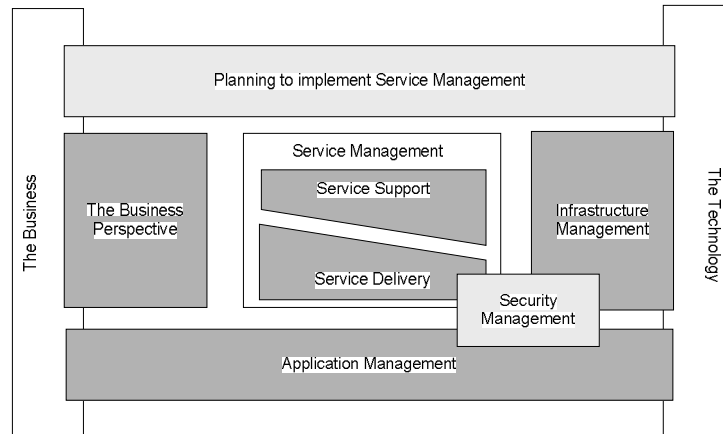 Planning to implement Service Management
The Business
The Business
Perspective
Service Management
Service Support
Service Delivery
Infrastructure
Management
The Technology
Security
Management
Application Management